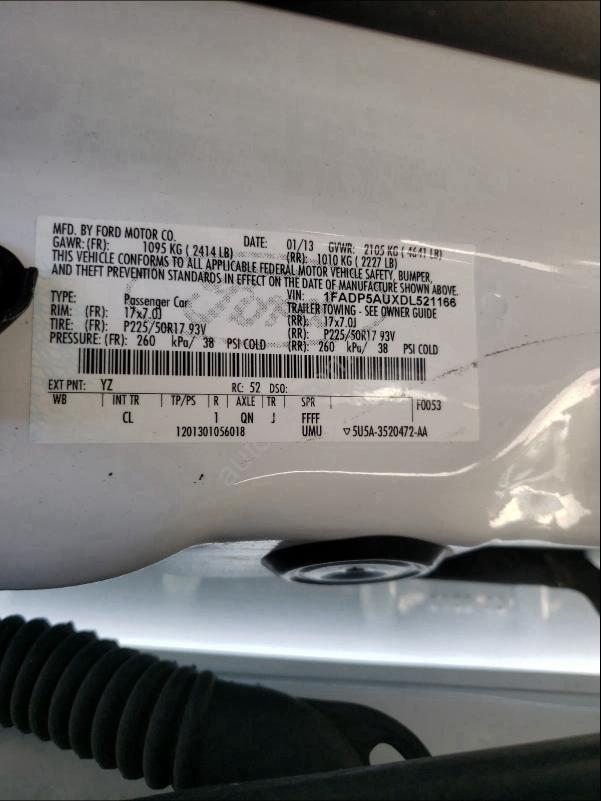 MFD. BY FORD MOTOR CO. DATE: 01/13 GVWR: 2105 KG ( 4641 LB)
GAWR: (FR): 1095 KG ( 2414 LB) (RR): 1010 KG ( 2227 LB)
THIS VEHICLE CONFORMS TO ALL APPLICABLE FEDERAL MOTOR VEHICLE SAFETY, BUMPER,
AND THEFT PREVENTION STANDARDS IN EFFECT ON THE DATE OF MANUFACTURE SHOWN ABOVE.
VIN: 1FADP5AUXDL521166
Passenger Car TRAILER TOWING - SEE OWNER GUIDE
RIM: (FR): 17x7.0J (RR): 17x7.0J
TIRE: (FR): P225/50R17 93V (RR): P225/50R17 93V
PRESSURE: (FR): 260 kPa/ 38 PSI COLD (RR): 260 kPa/ 38 PSI COLD
EXT PNT: YZ RC: 52 DSO:
WB INT TR TP/PS R AXLE TR SPR F0053
CL 1 QN J FFFF
1201301056018 UMU ▽5U5A-3520472-AA